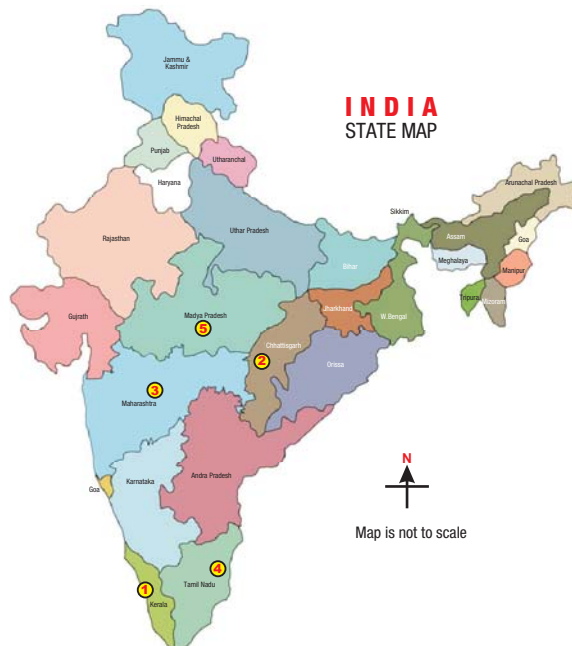 Jammu &
Kashmir
INDIA
STATE MAP
Himachal
Pradesh
Punjab
Utharanchal
Haryana
Arunachal Pradesh
Sikkim
Assam
Goa
Uthar Pradesh
Rajasthan
Meghalaya
Bihar
Manipur
Tripura
Mizoram
Jharkhand
W.Bengal
Gujrath
Madya Pradesh
5
Chhattisgarh
2
Orissa
3
Maharashtra
N
Andra Pradesh
Karnataka
Goa
Map is not to scale
4
Tamil Nadu
1
Kerala